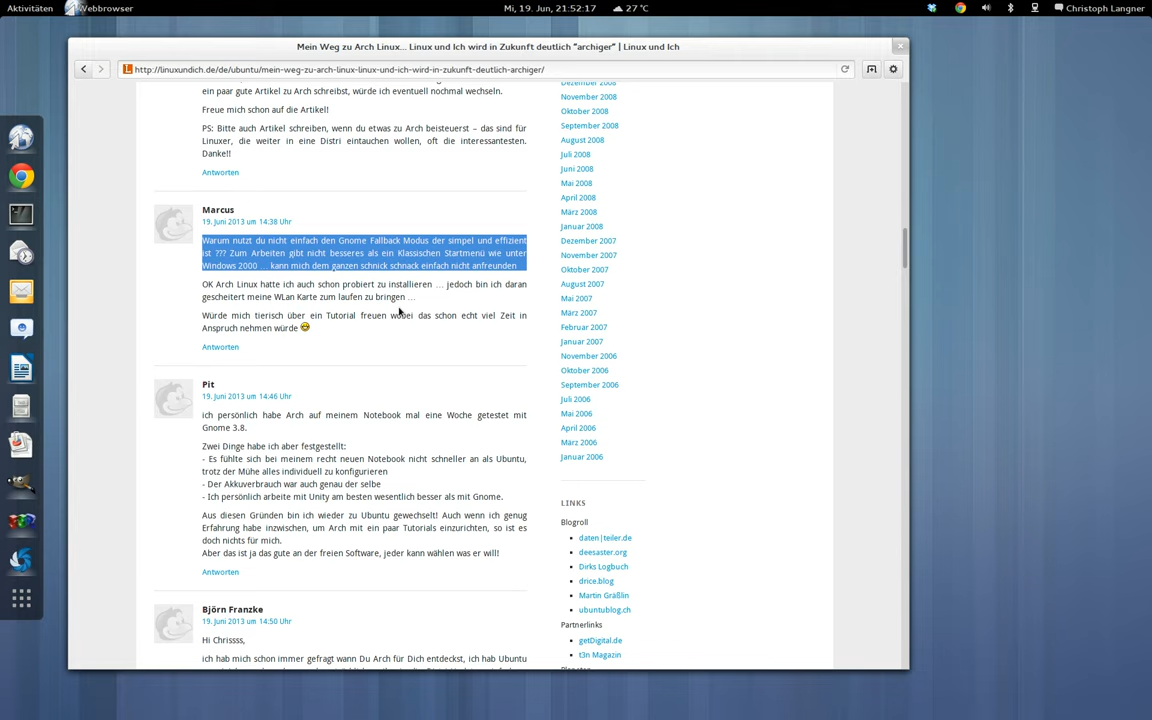 Aktivitäten
Webbrowser
Mi, 19. Jun, 21:52:17
27 °C
Christoph Langner
Mein Weg zu Arch Linux... Linux und Ich wird in Zukunft deutlich “archiger” | Linux und Ich
http://linuxundich.de/de/ubuntu/mein-weg-zu-arch-linux-linux-und-ich-wird-in-zukunft-deutlich-archiger/
ein paar gute Artikel zu Arch schreibst, würde ich eventuell nochmal wechseln.
Freue mich schon auf die Artikel!
PS: Bitte auch Artikel schreiben, wenn du etwas zu Arch beisteuerst – das sind für
Linuxer, die weiter in eine Distri eintauchen wollen, oft die interessantesten.
Danke!!
Antworten
Marcus
19. Juni 2013 um 14:38 Uhr
Warum nutzt du nicht einfach den Gnome Fallback Modus der simpel und effizient
ist ??? Zum Arbeiten gibt nicht besseres als ein Klassischen Startmenü wie unter
Windows 2000 … kann mich dem ganzen schnick schnack einfach nicht anfreunden
OK Arch Linux hatte ich auch schon probiert zu installieren … jedoch bin ich daran
gescheitert meine WLan Karte zum laufen zu bringen …
Würde mich tierisch über ein Tutorial freuen wobei das schon echt viel Zeit in
Anspruch nehmen würde
Antworten
Pit
19. Juni 2013 um 14:46 Uhr
ich persönlich habe Arch auf meinem Notebook mal eine Woche getestet mit
Gnome 3.8.
Zwei Dinge habe ich aber festgestellt:
- Es fühlte sich bei meinem recht neuen Notebook nicht schneller an als Ubuntu,
trotz der Mühe alles individuell zu konfigurieren
- Der Akkuverbrauch war auch genau der selbe
- Ich persönlich arbeite mit Unity am besten wesentlich besser als mit Gnome.
Aus diesen Gründen bin ich wieder zu Ubuntu gewechselt! Auch wenn ich genug
Erfahrung habe inzwischen, um Arch mit ein paar Tutorials einzurichten, so ist es
doch nichts für mich.
Aber das ist ja das gute an der freien Software, jeder kann wählen was er will!
Antworten
Björn Franzke
19. Juni 2013 um 14:50 Uhr
Hi Chrissss,
ich hab mich schon immer gefragt wann Du Arch für Dich entdeckst, ich hab Ubuntu
Dezember 2008
November 2008
Oktober 2008
September 2008
August 2008
Juli 2008
Juni 2008
Mai 2008
April 2008
März 2008
Januar 2008
Dezember 2007
November 2007
Oktober 2007
August 2007
Mai 2007
März 2007
Februar 2007
Januar 2007
November 2006
Oktober 2006
September 2006
Juli 2006
Mai 2006
April 2006
März 2006
Januar 2006
LINKS
Blogroll
daten|teiler.de
deesaster.org
Dirks Logbuch
drice.blog
Martin Gräßlin
ubuntublog.ch
Partnerlinks
getDigital.de
t3n Magazin